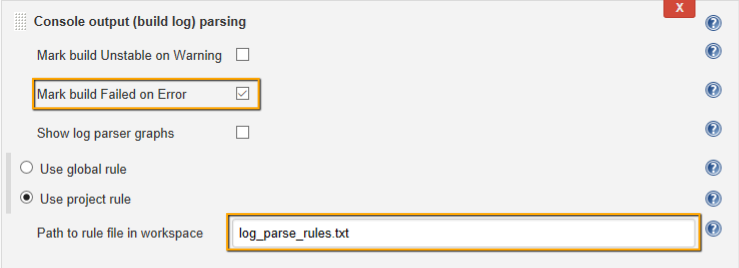 X
Console output (build log) parsing
?
Mark build Unstable on Warning
?
Mark build Failed on Error
?
Show log parser graphs
?
Use global rule
?
Use project rule
?
Path to rule file in workspace
log_parse_rules.txt
?